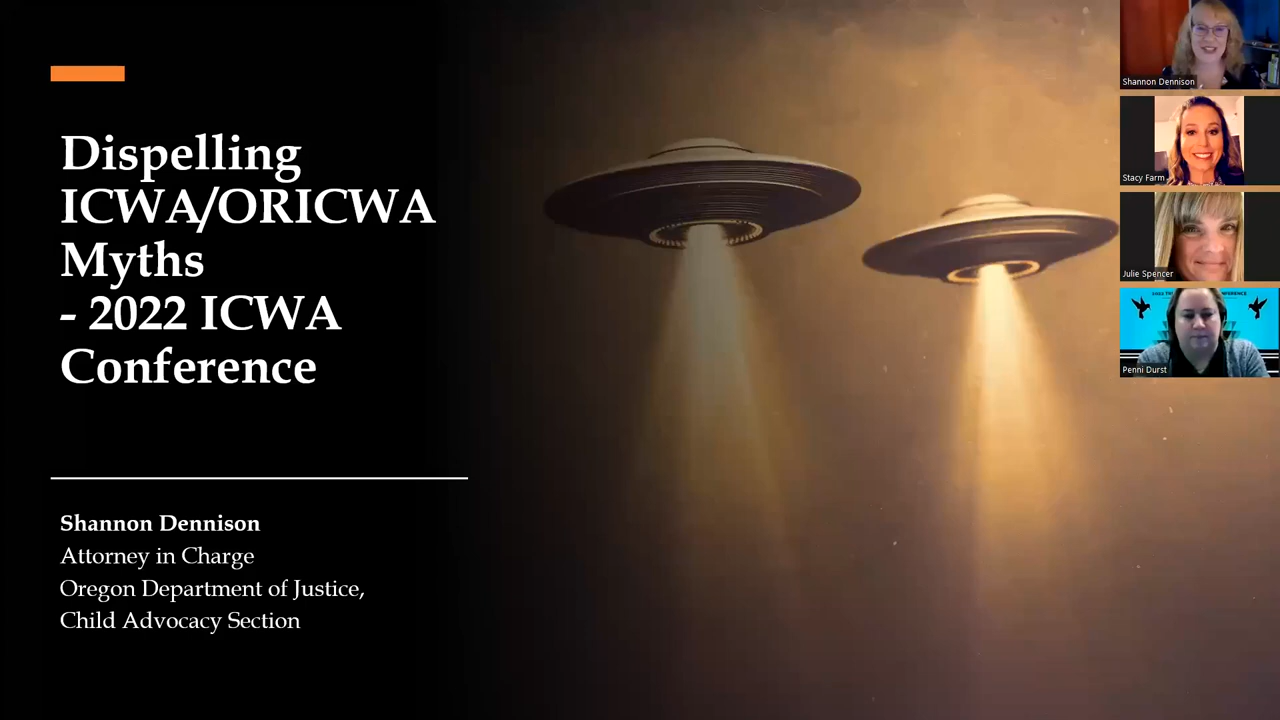 Dispelling
ICWA/ORICWA
Myths
- 2022 ICWA
Conference
Shannon Dennison
Attorney in Charge
Oregon Department of Justice,
Child Advocacy Section
Shannon Dennison
Stacy Farm
Julie Spencer
Penni Durst